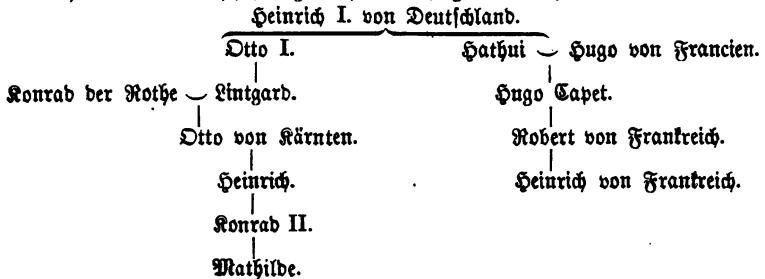 Heinrich I. von Deutschland.
Otto I. Hathui ⌣ Hugo von Francien.
Konrad der Rothe ⌣ Lintgard. Hugo Capet.
Otto von Kärnten. Robert von Frankreich.
Heinrich. Heinrich von Frankreich.
Konrad II.
Mathilde.